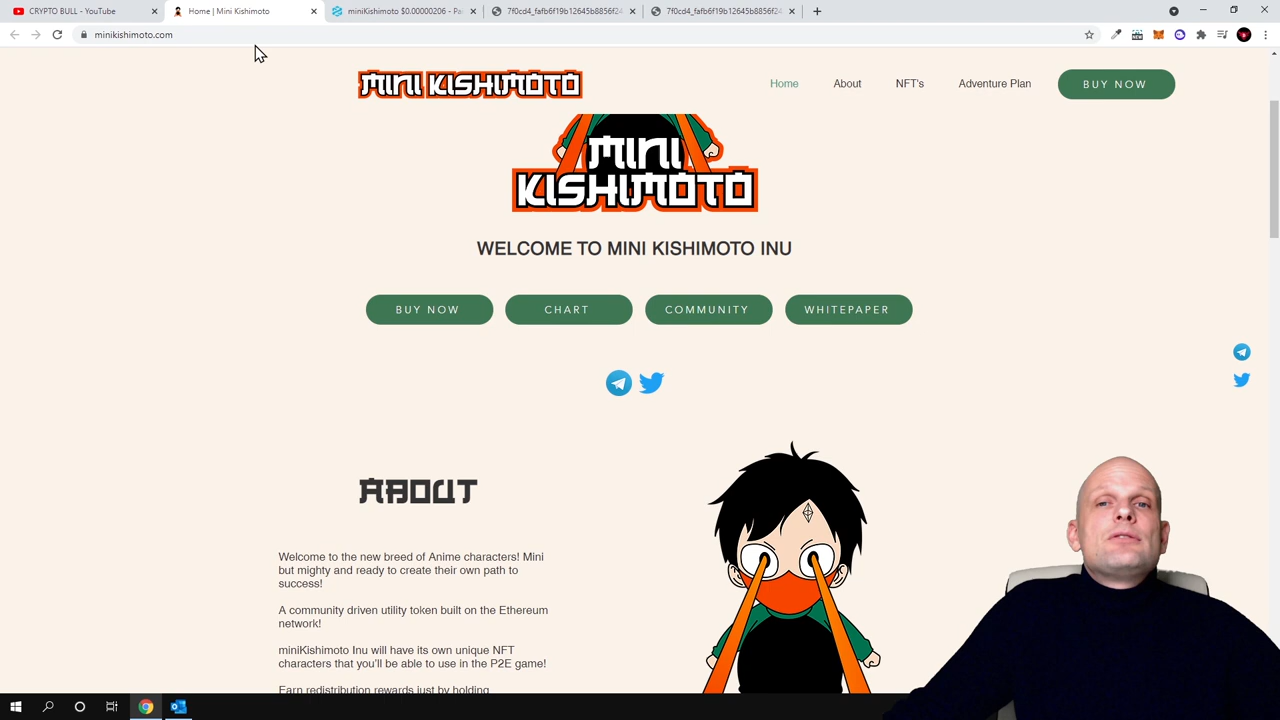 CRYPTO BULL - YouTube
Home | Mini Kishimoto
miniKishimoto $0.00000206 - Pa
7f0cd4_fafb6f19b12645b8856f24
7f0cd4_fafb6f19b12645b8856f24
minikishimoto.com
MINI KISHIMOTO
Home
About
NFT's
Adventure Plan
BUY NOW
MINI
KISHIMOTO
WELCOME TO MINI KISHIMOTO INU
BUY NOW
CHART
COMMUNITY
WHITEPAPER
ABOUT
Welcome to the new breed of Anime characters! Mini
but mighty and ready to create their own path to
success!
A community driven utility token built on the Ethereum
network!
miniKishimoto Inu will have its own unique NFT
characters that you'll be able to use in the P2E game!
Earn redistribution rewards just by holding